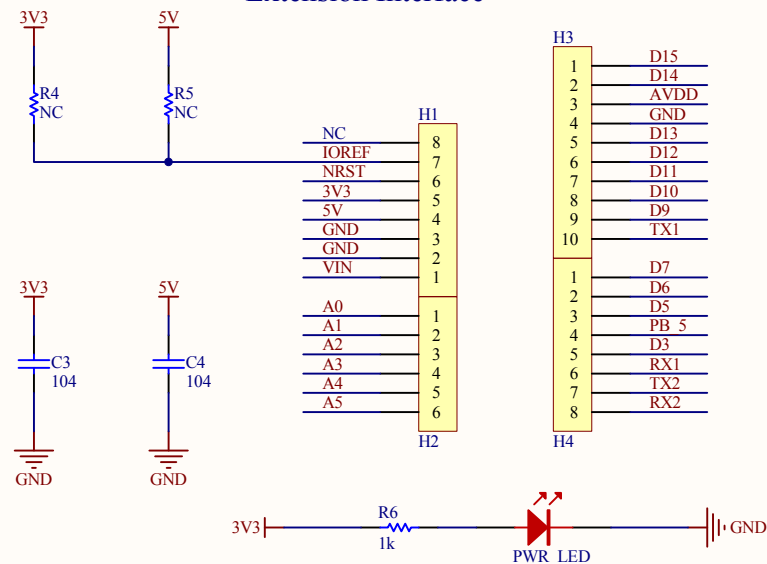 Extension Interface
3V3
5V
R4
NC
R5
NC
H1
NC 8
IOREF 7
NRST 6
3V3 5
5V 4
GND 3
GND 2
VIN 1
A0 1
A1 2
A2 3
A3 4
A4 5
A5 6
H2
H3
1 D15
2 D14
3 AVDD
4 GND
5 D13
6 D12
7 D11
8 D10
9 D9
10 TX1
1 D7
2 D6
3 D5
4 PB_5
5 D3
6 RX1
7 TX2
8 RX2
H4
3V3
5V
C3
104
C4
104
GND
GND
3V3
R6
1k
PWR_LED
GND